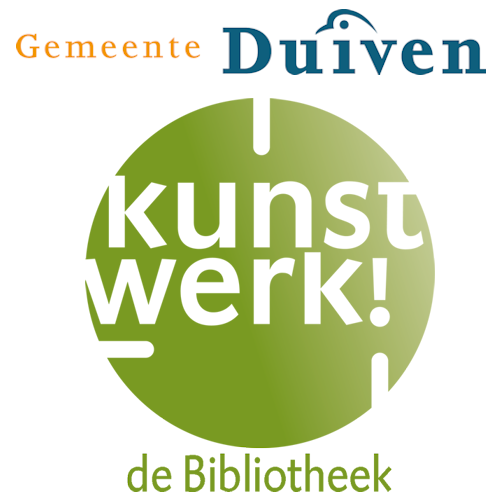 Gemeente Duiven
kunst
werk!
de Bibliotheek